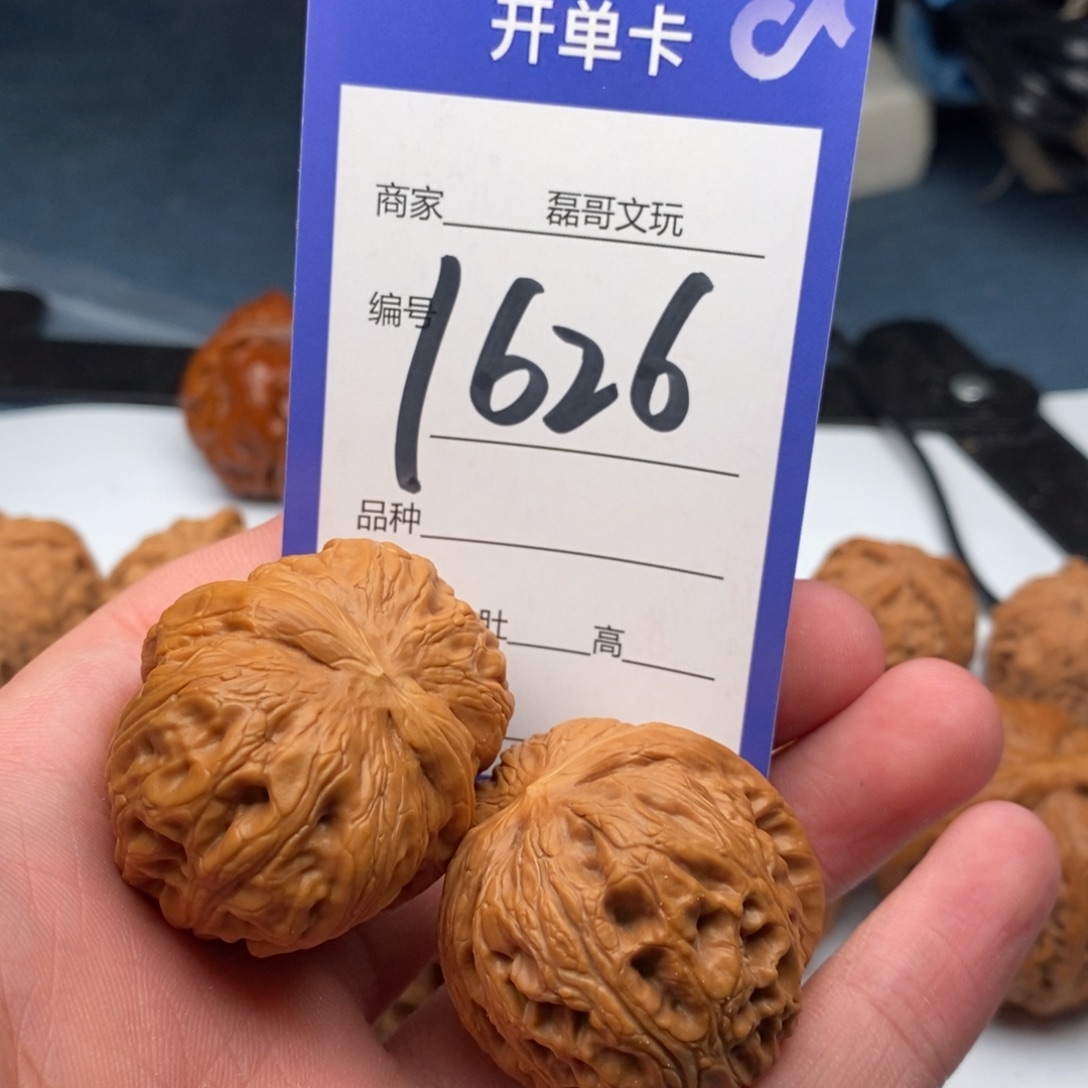 开单卡
商家 磊哥文玩
编号 1626
品种
肚 高